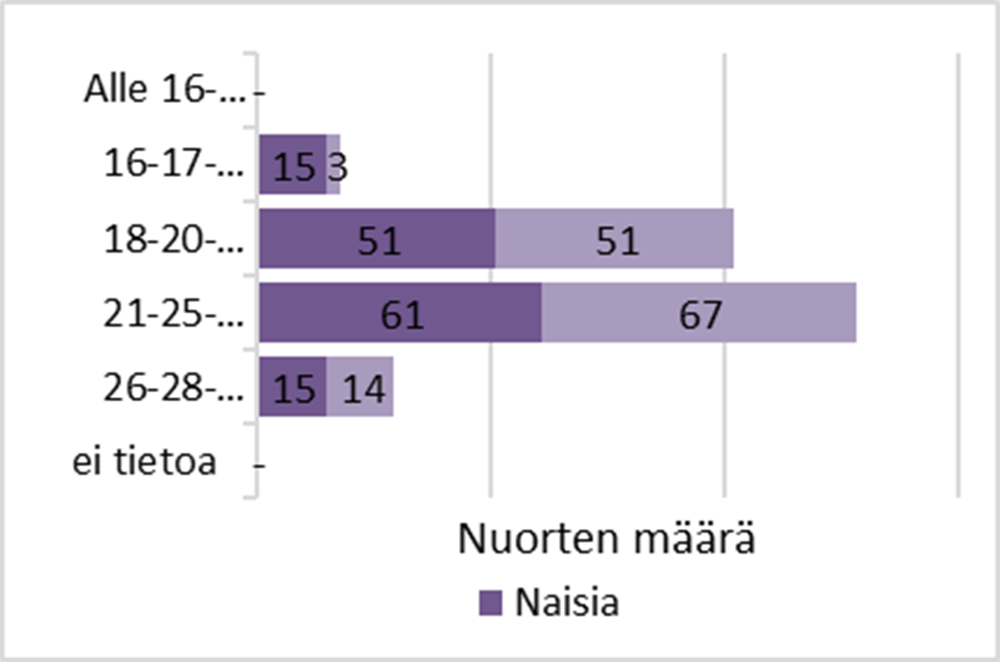 Alle 16-... -
16-17-... 15 3
18-20-... 51 51
21-25-... 61 67
26-28-... 15 14
ei tietoa -
Nuorten määrä
Naisia